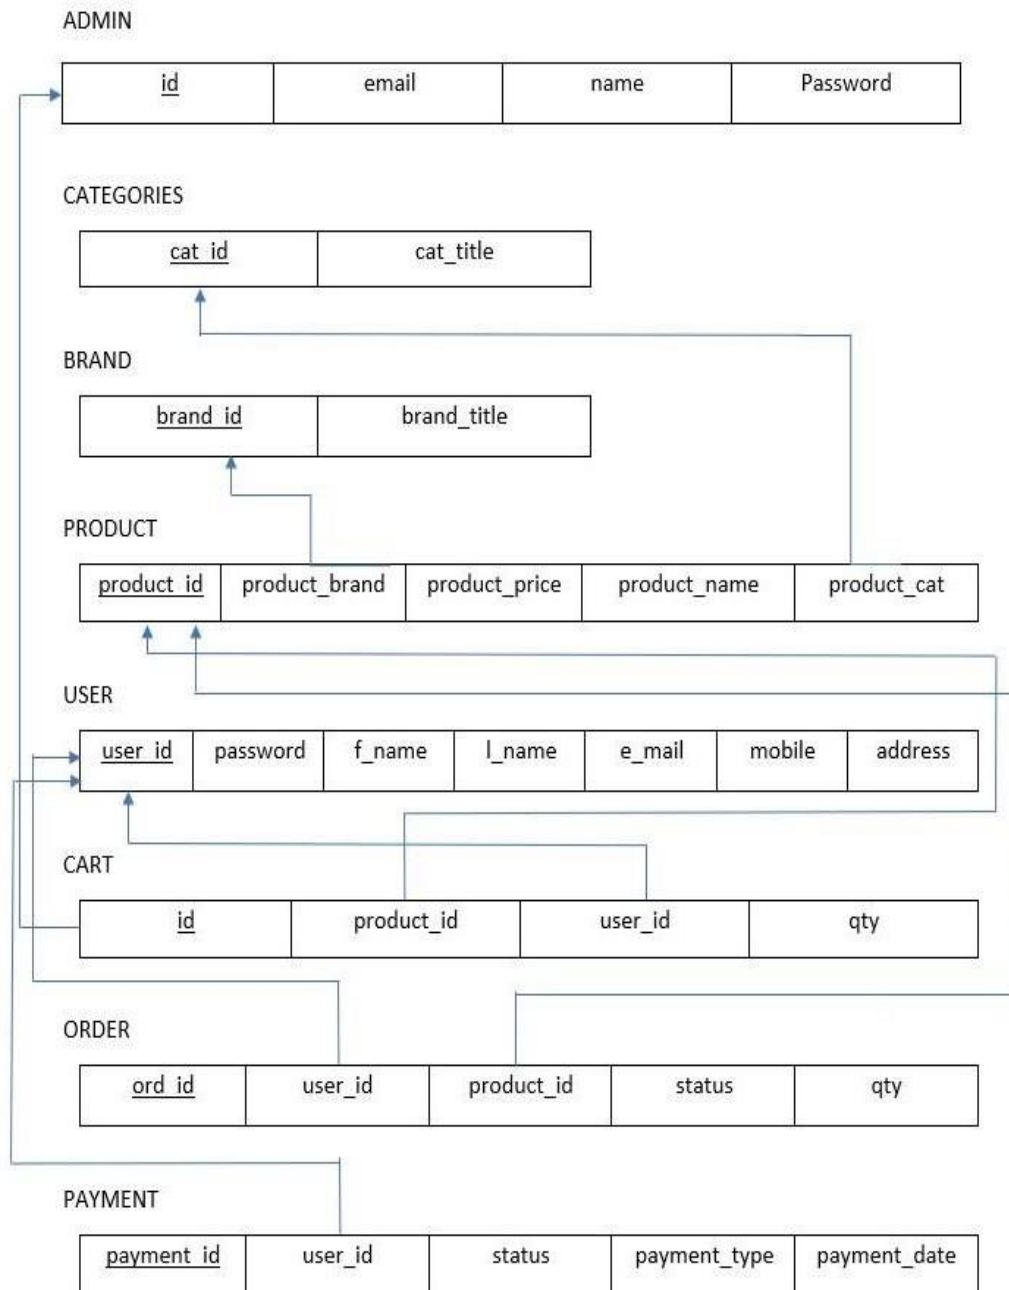 ADMIN
id email name Password
CATEGORIES
cat_id cat_title
BRAND
brand_id brand_title
PRODUCT
product_id product_brand product_price product_name product_cat
USER
user_id password f_name l_name e_mail mobile address
CART
id product_id user_id qty
ORDER
ord_id user_id product_id status qty
PAYMENT
payment_id user_id status payment_type payment_date